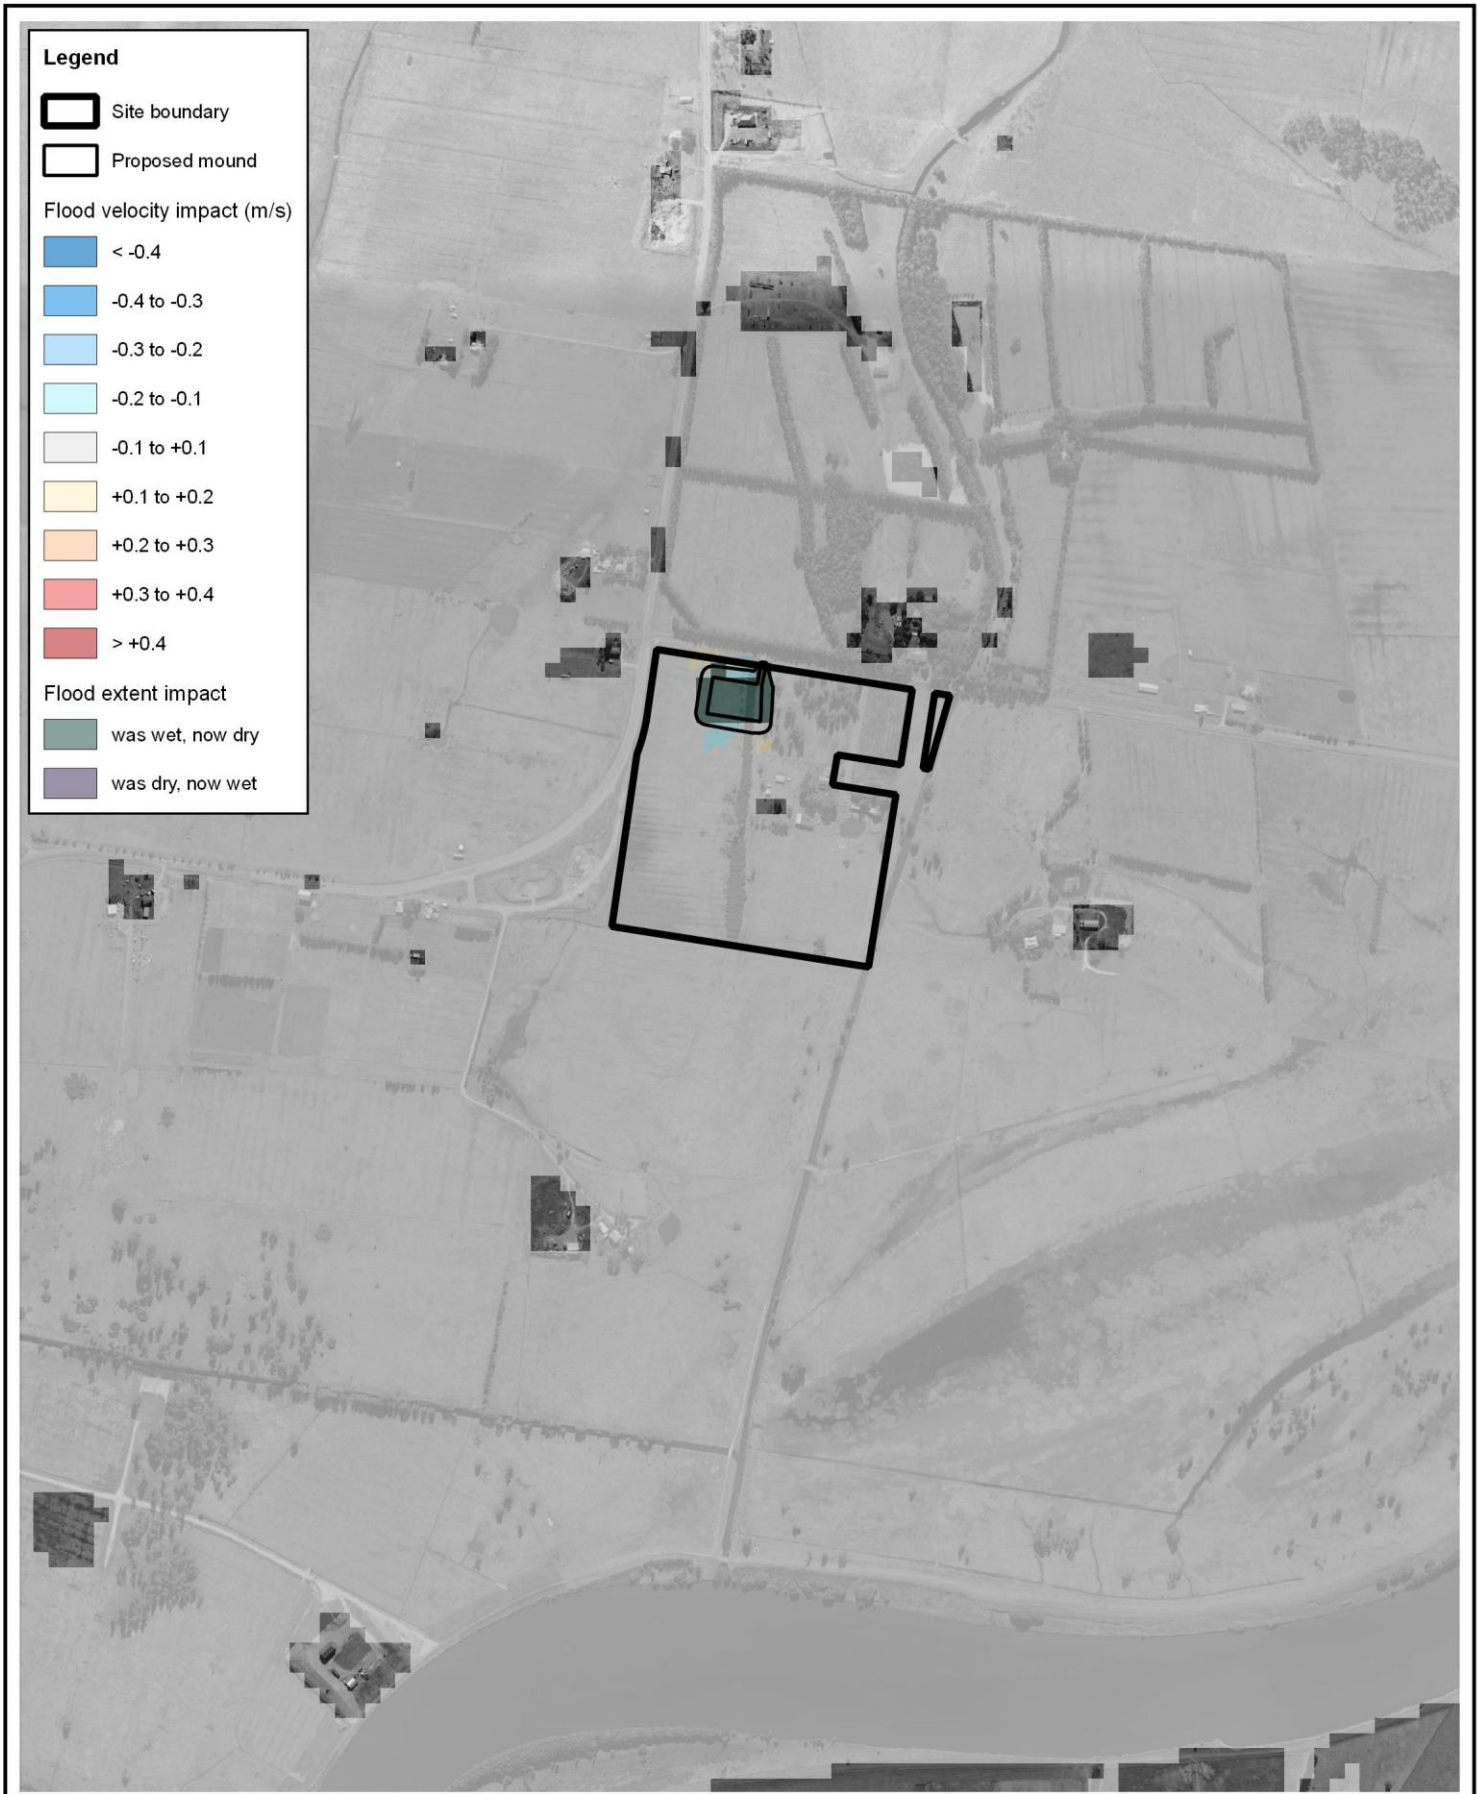 Legend
Site boundary
Proposed mound
Flood velocity impact (m/s)
< -0.4
-0.4 to -0.3
-0.3 to -0.2
-0.2 to -0.1
-0.1 to +0.1
+0.1 to +0.2
+0.2 to +0.3
+0.3 to +0.4
> +0.4
Flood extent impact
was wet, now dry
was dry, now wet